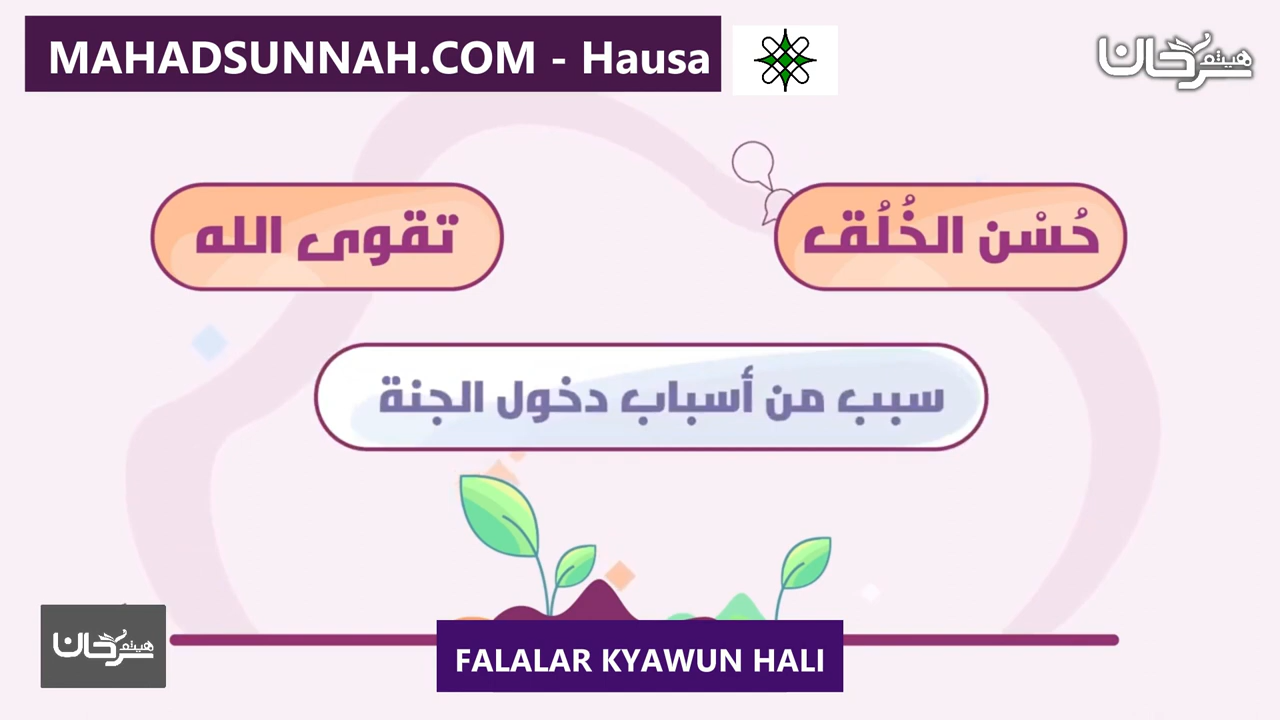 MAHADSUNNAH.COM - Hausa
هيثم سرحان
حُسْن الخُلُق
تقوى الله
سبب من أسباب دخول الجنة
هيثم سرحان
FALALAR KYAWUN HALI